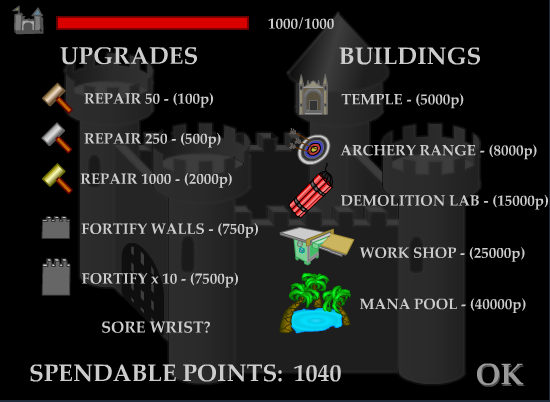 1000/1000
UPGRADES
REPAIR 50 - (100p)
REPAIR 250 - (500p)
REPAIR 1000 - (2000p)
FORTIFY WALLS - (750p)
FORTIFY x 10 - (7500p)
SORE WRIST?
BUILDINGS
TEMPLE - (5000p)
ARCHERY RANGE - (8000p)
DEMOLITION LAB - (15000p)
WORK SHOP - (25000p)
MANA POOL - (40000p)
SPENDABLE POINTS: 1040
OK